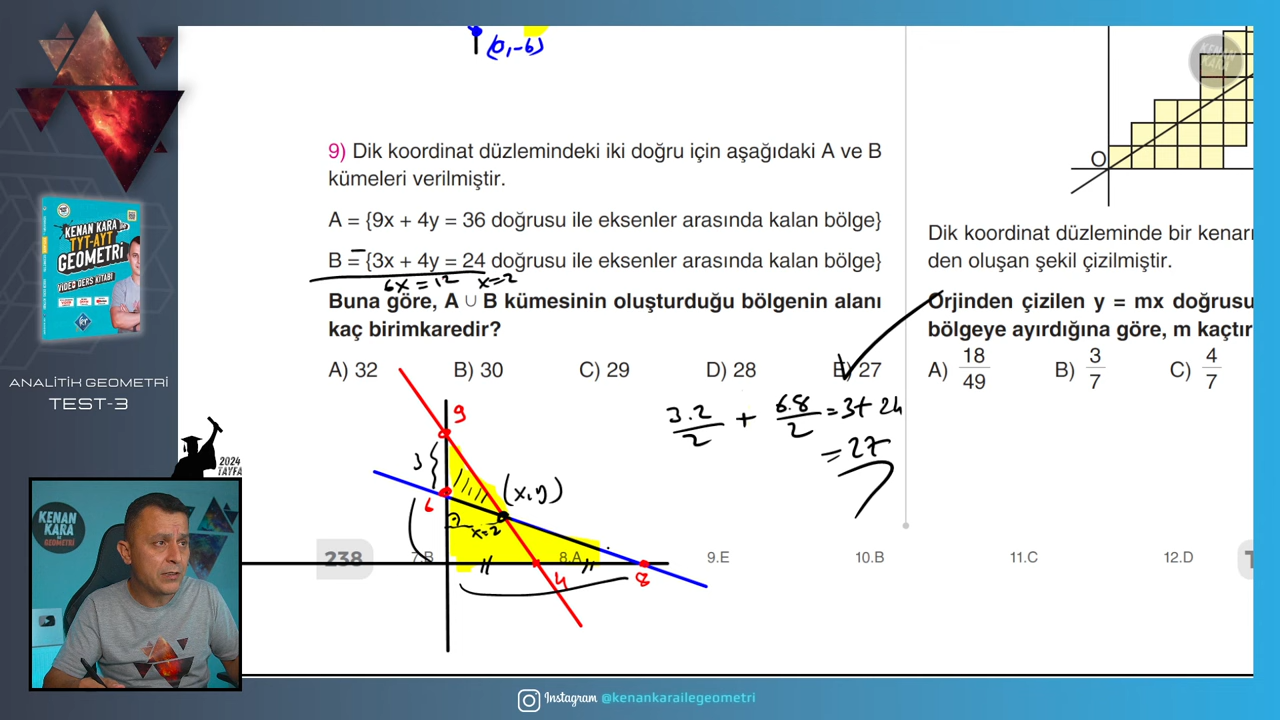 (0,-6)
KENAN
KARA
9) Dik koordinat düzlemindeki iki doğru için aşağıdaki A ve B
kümeleri verilmiştir.
A = {9x + 4y = 36 doğrusu ile eksenler arasında kalan bölge}
B = {3x + 4y = 24 doğrusu ile eksenler arasında kalan bölge}
6x = 12 x=2
Buna göre, A ∪ B kümesinin oluşturduğu bölgenin alanı
kaç birimkaredir?
A) 32 B) 30 C) 29 D) 28 E) 27
3.2/2 + 6.8/2 = 3 + 24
= 27
9
3
6
(x,y)
x=2
4
8
238
7.B 8.A 9.E 10.B 11.C 12.D
O
Dik koordinat düzleminde bir kenarı
den oluşan şekil çizilmiştir.
Orjinden çizilen y = mx doğrusu
bölgeye ayırdığına göre, m kaçtır
A) 18/49 B) 3/7 C) 4/7
KENAN KARA
TYT-AYT
GEOMETRİ
VİDEO DERS KİTABI
ANALİTİK GEOMETRİ
TEST-3
2024
TAYFA
KENAN
KARA
GEOMETRİ
Instagram @kenankarailegeometri